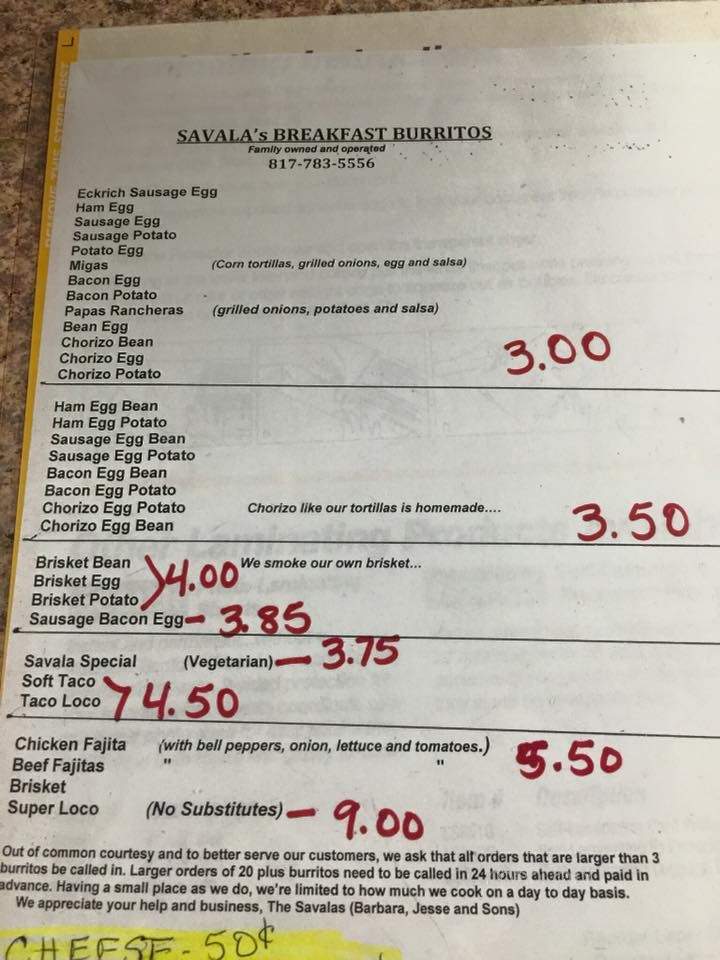 SAVALA's BREAKFAST BURRITOS
Family owned and operated
817-783-5556
Eckrich Sausage Egg
Ham Egg
Sausage Egg
Sausage Potato
Potato Egg
Migas (Corn tortillas, grilled onions, egg and salsa)
Bacon Egg
Bacon Potato
Papas Rancheras (grilled onions, potatoes and salsa)
Bean Egg
Chorizo Bean
Chorizo Egg 3.00
Chorizo Potato
Ham Egg Bean
Ham Egg Potato
Sausage Egg Bean
Sausage Egg Potato
Bacon Egg Bean
Bacon Egg Potato
Chorizo Egg Potato Chorizo like our tortillas is homemade....
Chorizo Egg Bean 3.50
Brisket Bean We smoke our own brisket...
Brisket Egg 4.00
Brisket Potato
Sausage Bacon Egg - 3.85
Savala Special (Vegetarian) - 3.75
Soft Taco
Taco Loco 4.50
Chicken Fajita (with bell peppers, onion, lettuce and tomatoes.) 5.50
Beef Fajitas " "
Brisket
Super Loco (No Substitutes) - 9.00
Out of common courtesy and to better serve our customers, we ask that all orders that are larger than 3
burritos be called in. Larger orders of 20 plus burritos need to be called in 24 hours ahead and paid in
advance. Having a small place as we do, we're limited to how much we cook on a day to day basis.
We appreciate your help and business, The Savalas (Barbara, Jesse and Sons)
CHEESE - 50¢